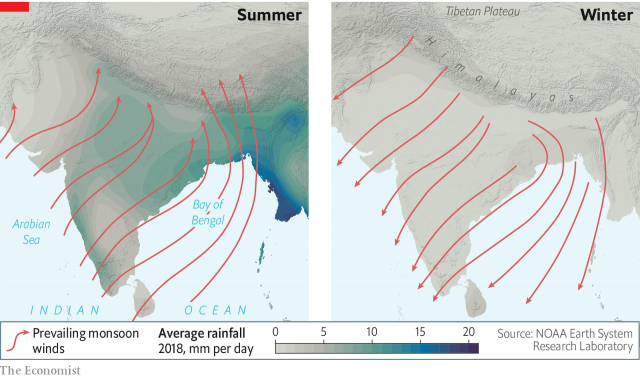 Summer
Arabian
Sea
Bay of
Bengal
INDIAN OCEAN
Tibetan Plateau
Winter
Himalayas
Prevailing monsoon
winds
Average rainfall
2018, mm per day
0 5 10 15 20
Source: NOAA Earth System
Research Laboratory
The Economist